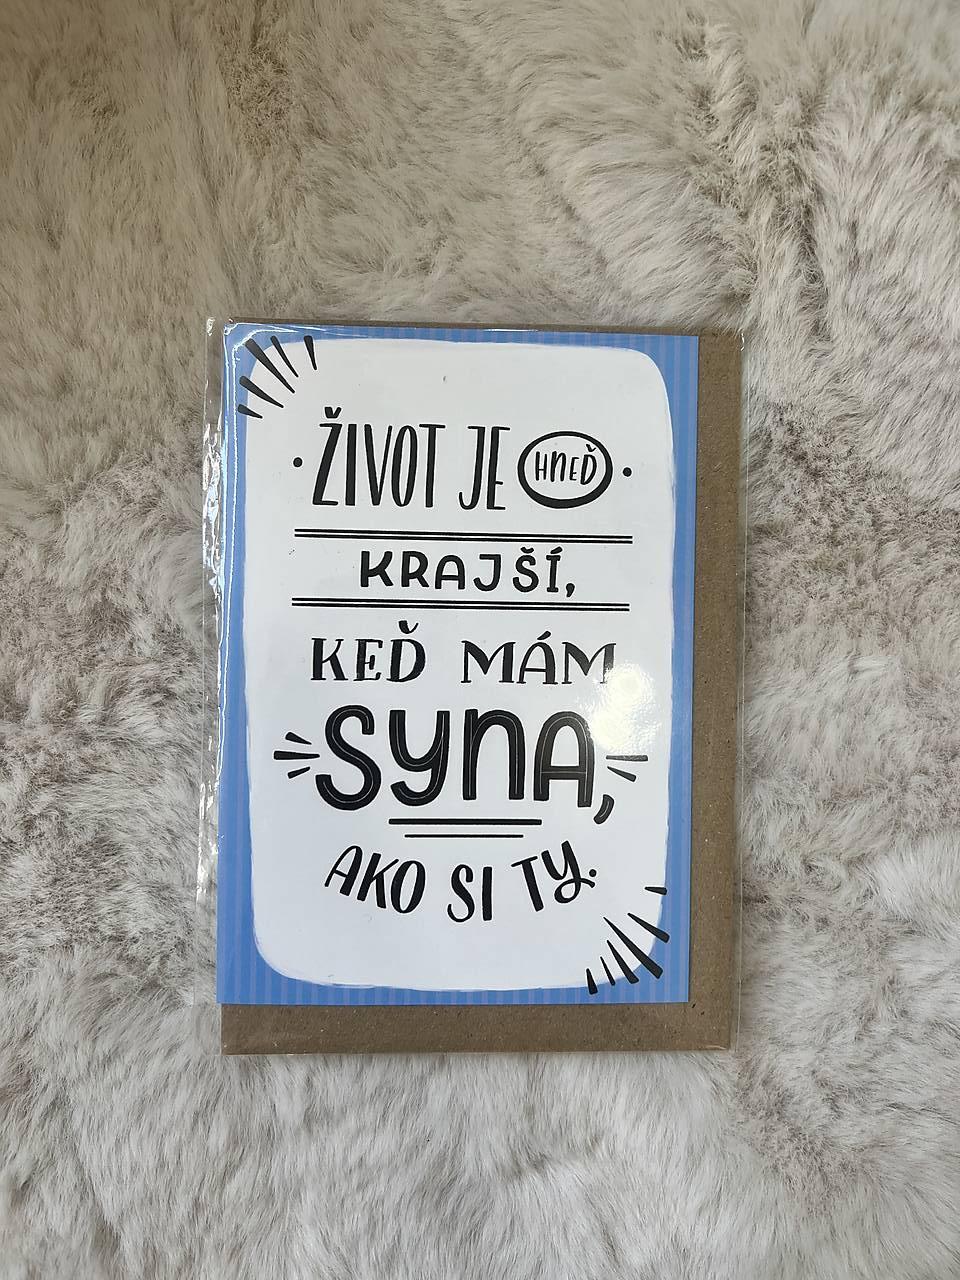 ŽIVOT JE HNEĎ
KRAJŠÍ,
KEĎ MÁM
SYNA,
AKO SI TY.